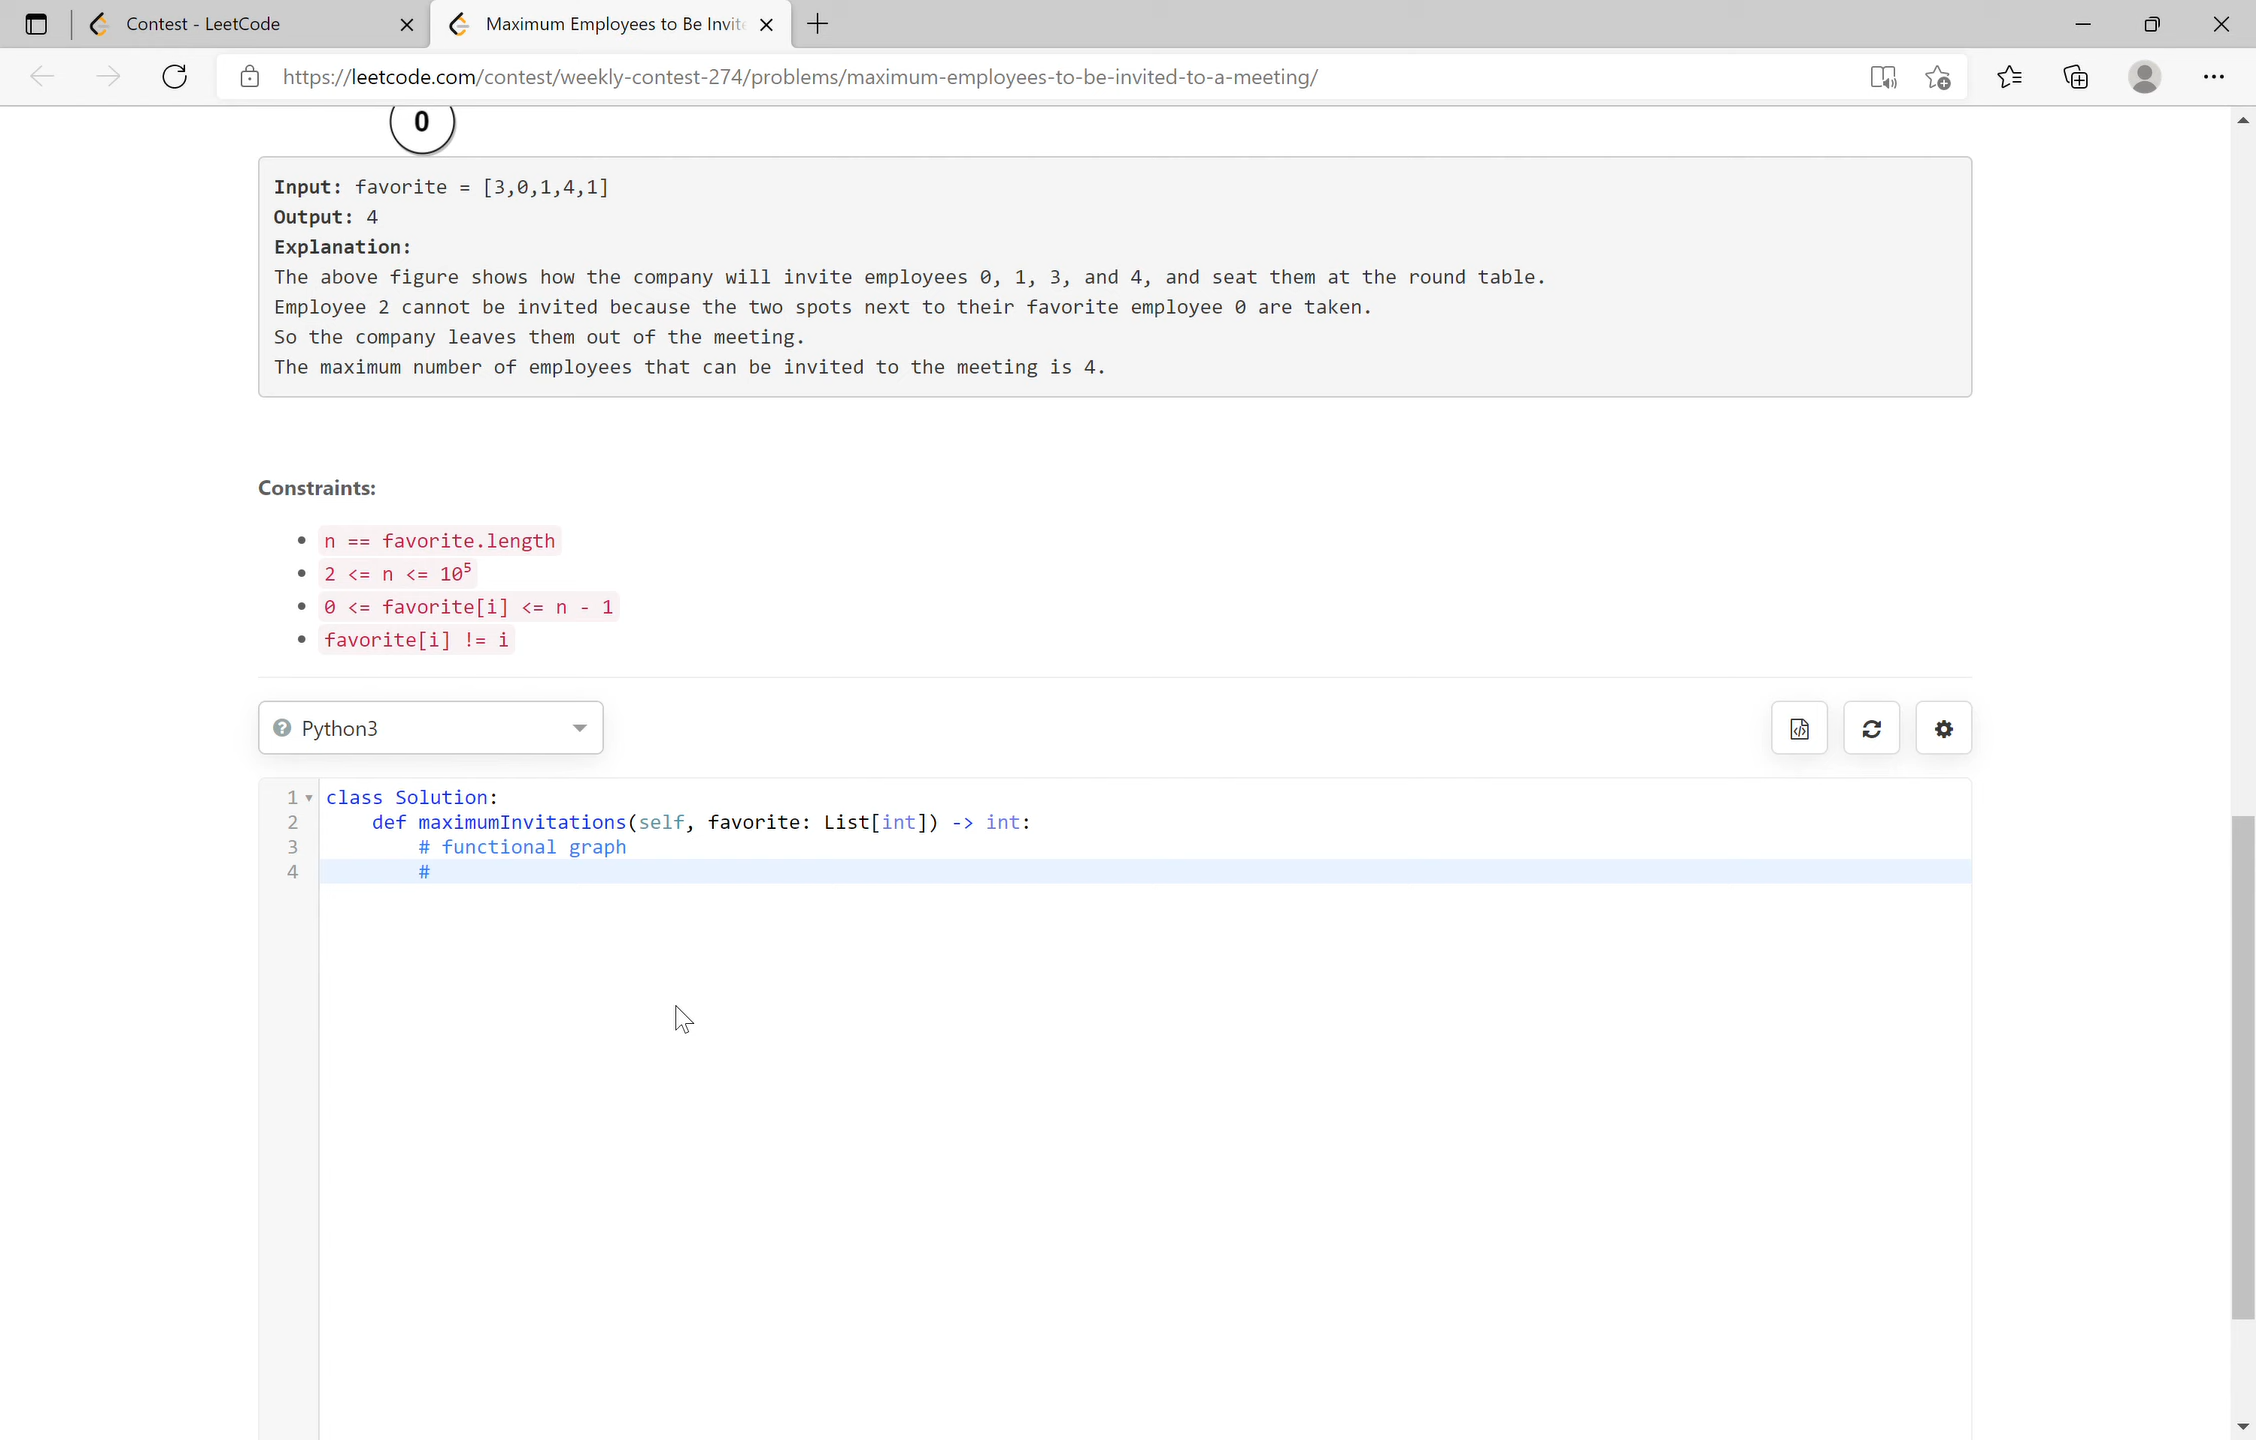 Contest - LeetCode
Maximum Employees to Be Invite
https://leetcode.com/contest/weekly-contest-274/problems/maximum-employees-to-be-invited-to-a-meeting/
0
Input: favorite = [3,0,1,4,1]
Output: 4
Explanation:
The above figure shows how the company will invite employees 0, 1, 3, and 4, and seat them at the round table.
Employee 2 cannot be invited because the two spots next to their favorite employee 0 are taken.
So the company leaves them out of the meeting.
The maximum number of employees that can be invited to the meeting is 4.
Constraints:
• n == favorite.length
• 2 <= n <= 10⁵
• 0 <= favorite[i] <= n - 1
• favorite[i] != i
Python3
1 class Solution:
2 def maximumInvitations(self, favorite: List[int]) -> int:
3 # functional graph
4 #